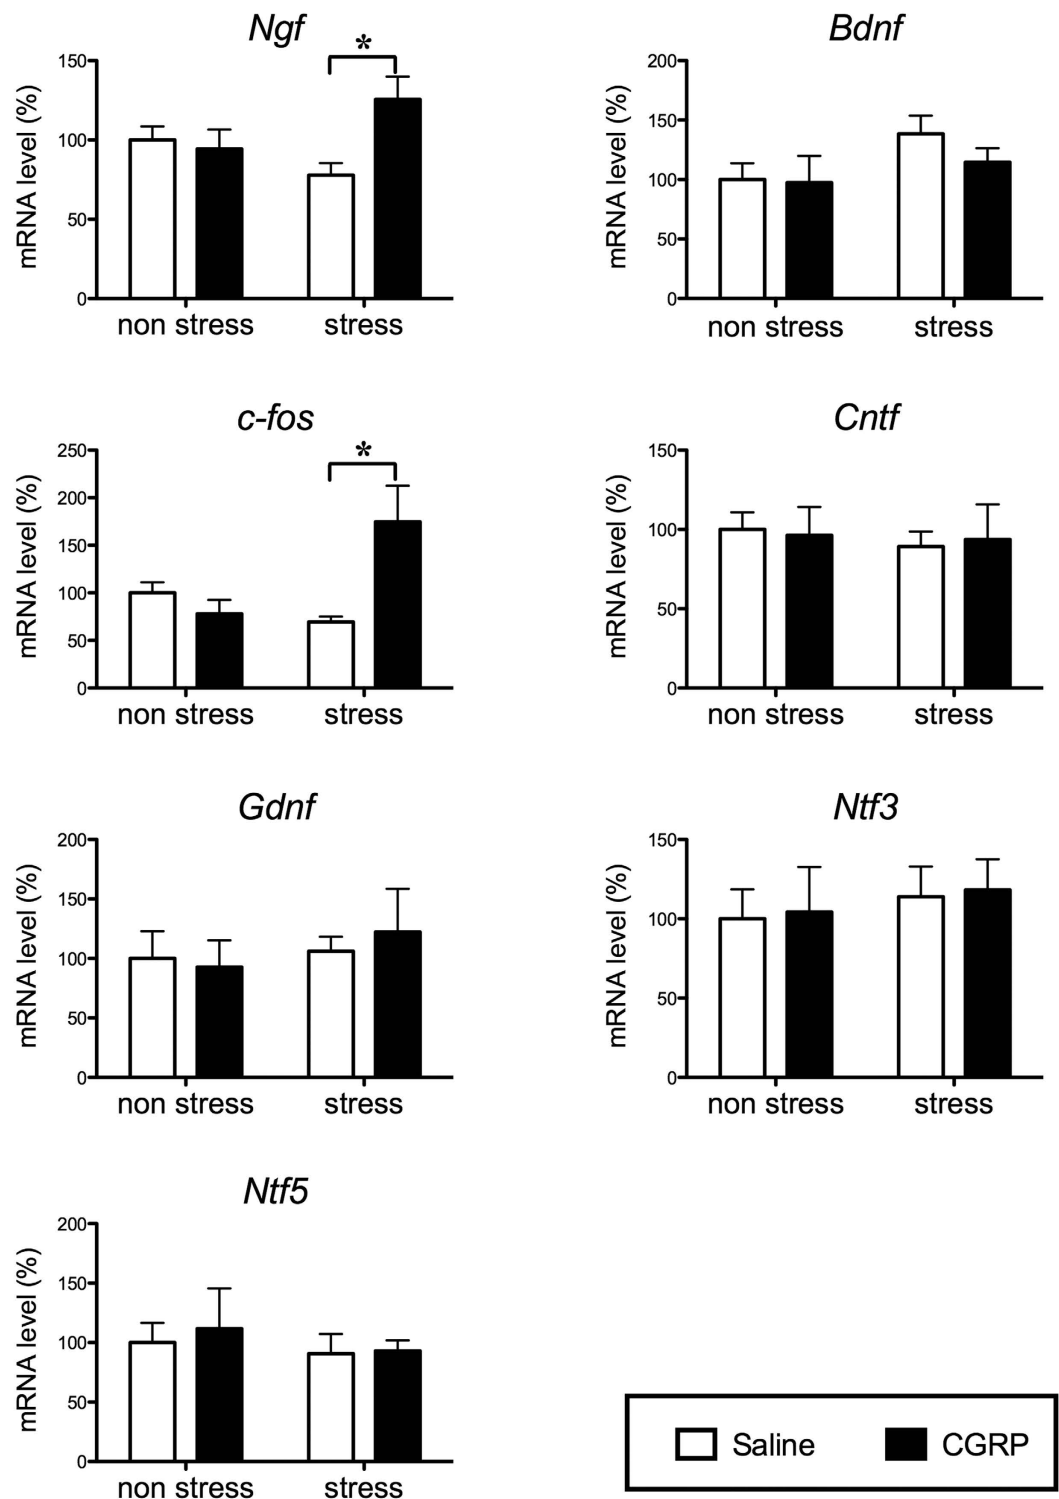 Ngf
mRNA level (%)
150
100
50
0
*
non stress
stress
Bdnf
mRNA level (%)
200
150
100
50
0
non stress
stress
c-fos
mRNA level (%)
250
200
150
100
50
0
*
non stress
stress
Cntf
mRNA level (%)
150
100
50
0
non stress
stress
Gdnf
mRNA level (%)
200
150
100
50
0
non stress
stress
Ntf3
mRNA level (%)
150
100
50
0
non stress
stress
Ntf5
mRNA level (%)
200
150
100
50
0
non stress
stress
Saline
CGRP